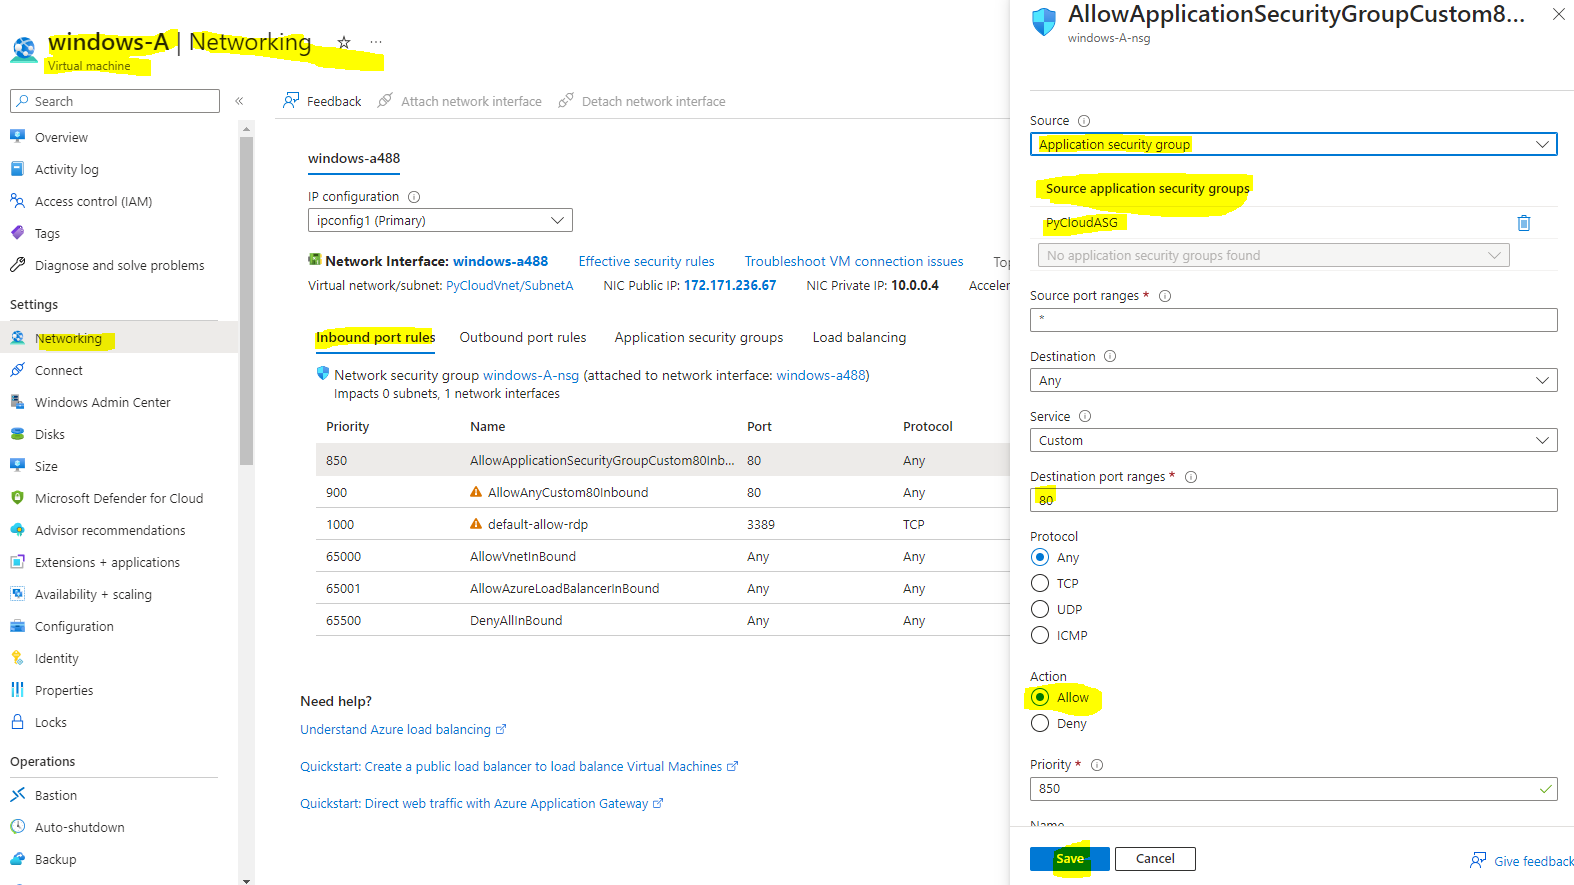 windows-A | Networking ☆ ...
Virtual machine
Search «
Overview
Activity log
Access control (IAM)
Tags
Diagnose and solve problems
Settings
Networking
Connect
Windows Admin Center
Disks
Size
Microsoft Defender for Cloud
Advisor recommendations
Extensions + applications
Availability + scaling
Configuration
Identity
Properties
Locks
Operations
Bastion
Auto-shutdown
Backup
Feedback Attach network interface Detach network interface
windows-a488
IP configuration
ipconfig1 (Primary)
Network Interface: windows-a488 Effective security rules Troubleshoot VM connection issues Top
Virtual network/subnet: PyCloudVnet/SubnetA NIC Public IP: 172.171.236.67 NIC Private IP: 10.0.0.4 Acceler
Inbound port rules Outbound port rules Application security groups Load balancing
Network security group windows-A-nsg (attached to network interface: windows-a488)
Impacts 0 subnets, 1 network interfaces
Priority Name Port Protocol
850 AllowApplicationSecurityGroupCustom80Inb... 80 Any
900 AllowAnyCustom80Inbound 80 Any
1000 default-allow-rdp 3389 TCP
65000 AllowVnetInBound Any Any
65001 AllowAzureLoadBalancerInBound Any Any
65500 DenyAllInBound Any Any
Need help?
Understand Azure load balancing
Quickstart: Create a public load balancer to load balance Virtual Machines
Quickstart: Direct web traffic with Azure Application Gateway
AllowApplicationSecurityGroupCustom8...
windows-A-nsg
Source
Application security group
Source application security groups
PyCloudASG
No application security groups found
Source port ranges *
*
Destination
Any
Service
Custom
Destination port ranges *
80
Protocol
Any
TCP
UDP
ICMP
Action
Allow
Deny
Priority *
850
Name
Save Cancel
Give feedback